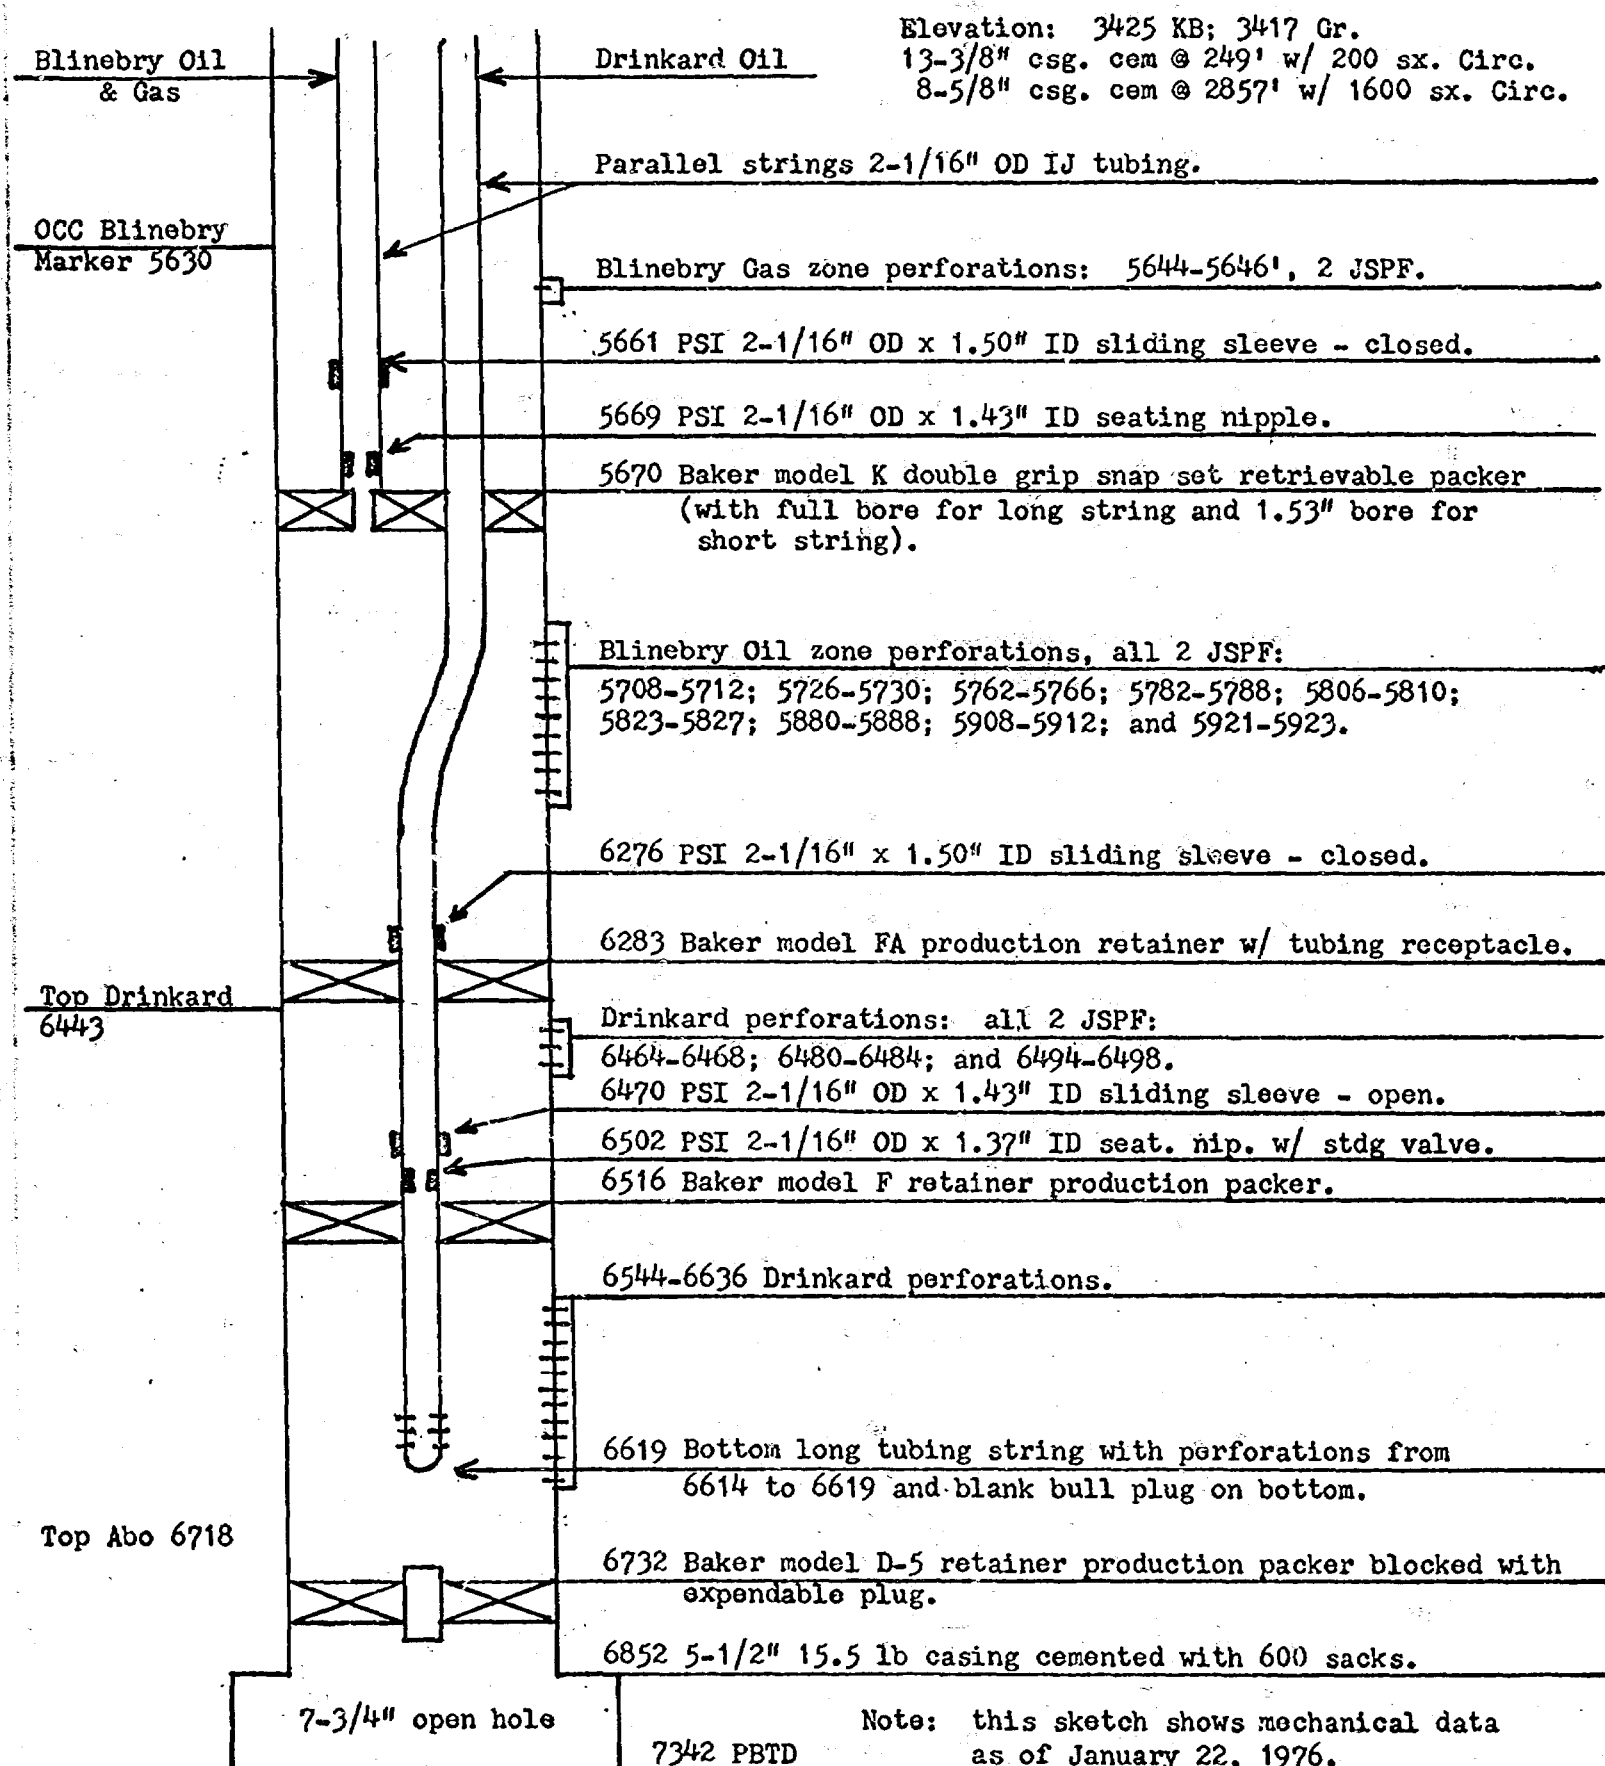 Elevation: 3425 KB; 3417 Gr.
13-3/8" csg. cem @ 249' w/ 200 sx. Circ.
8-5/8" csg. cem @ 2857' w/ 1600 sx. Circ.
Blinebry Oil
& Gas
Drinkard Oil
Parallel strings 2-1/16" OD IJ tubing.
OCC Blinebry
Marker 5630
Blinebry Gas zone perforations: 5644-5646', 2 JSPF.
5661 PSI 2-1/16" OD x 1.50" ID sliding sleeve - closed.
5669 PSI 2-1/16" OD x 1.43" ID seating nipple.
5670 Baker model K double grip snap set retrievable packer
(with full bore for long string and 1.53" bore for
short string).
Blinebry Oil zone perforations, all 2 JSPF:
5708-5712; 5726-5730; 5762-5766; 5782-5788; 5806-5810;
5823-5827; 5880-5888; 5908-5912; and 5921-5923.
6276 PSI 2-1/16" x 1.50" ID sliding sleeve - closed.
6283 Baker model FA production retainer w/ tubing receptacle.
Top Drinkard
6443
Drinkard perforations: all 2 JSPF:
6464-6468; 6480-6484; and 6494-6498.
6470 PSI 2-1/16" OD x 1.43" ID sliding sleeve - open.
6502 PSI 2-1/16" OD x 1.37" ID seat. nip. w/ stdg valve.
6516 Baker model F retainer production packer.
6544-6636 Drinkard perforations.
6619 Bottom long tubing string with perforations from
6614 to 6619 and blank bull plug on bottom.
Top Abo 6718
6732 Baker model D-5 retainer production packer blocked with
expendable plug.
6852 5-1/2" 15.5 lb casing cemented with 600 sacks.
7-3/4" open hole
7342 PBTD
Note: this sketch shows mechanical data
as of January 22, 1976.